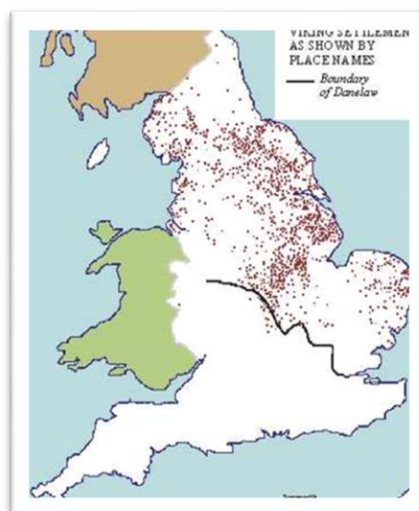 VIKING SETTLEMEN
AS SHOWN BY
PLACE NAMES
Boundary
of Danelaw